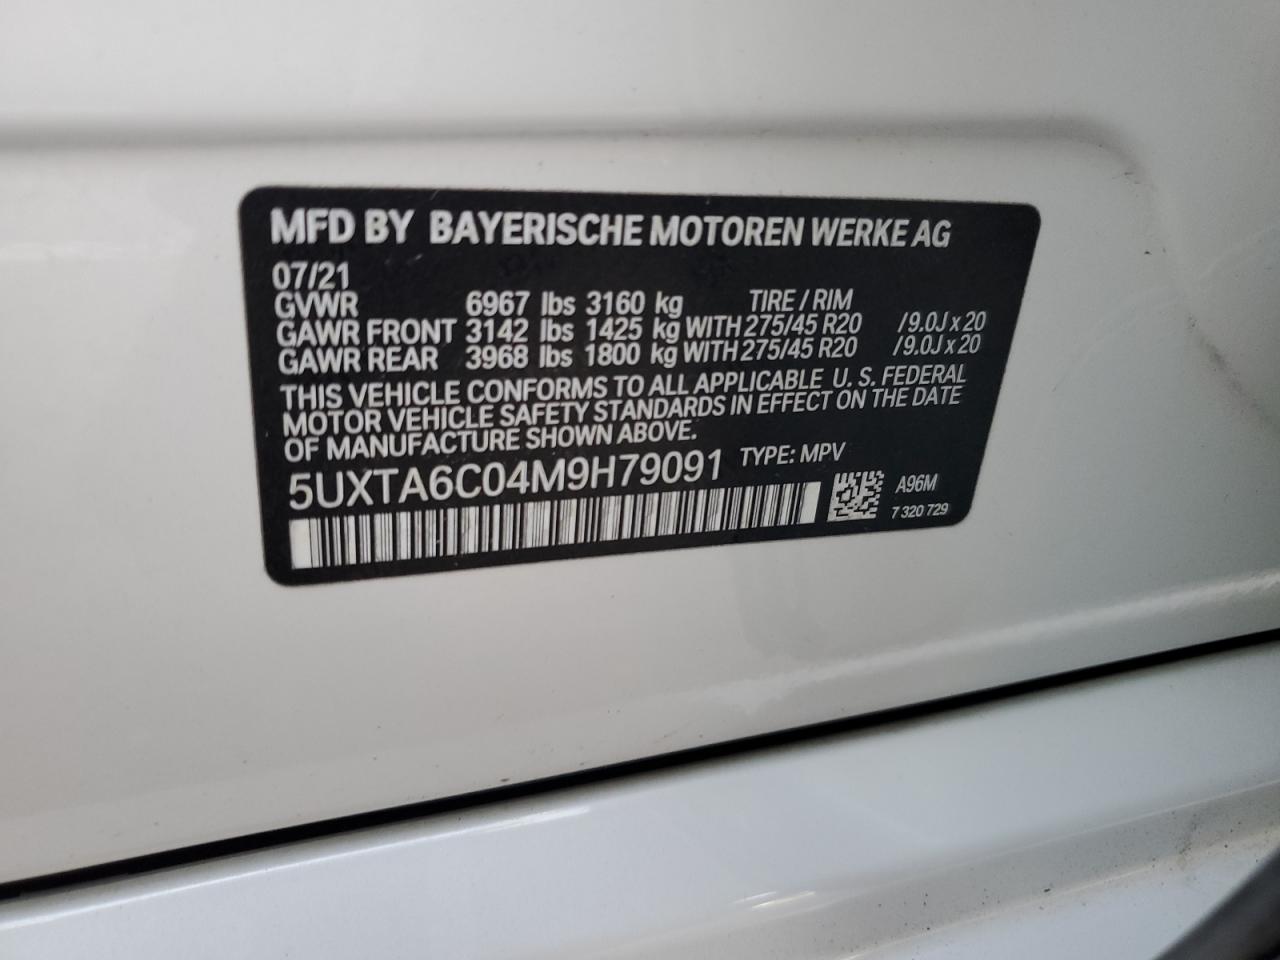 MFD BY BAYERISCHE MOTOREN WERKE AG
07/21
GVWR 6967 lbs 3160 kg TIRE / RIM
GAWR FRONT 3142 lbs 1425 kg WITH 275/45 R20 /9.0J x 20
GAWR REAR 3968 lbs 1800 kg WITH 275/45 R20 /9.0J x 20
THIS VEHICLE CONFORMS TO ALL APPLICABLE U. S. FEDERAL
MOTOR VEHICLE SAFETY STANDARDS IN EFFECT ON THE DATE
OF MANUFACTURE SHOWN ABOVE.
5UXTA6C04M9H79091 TYPE: MPV
A96M
7 320 729